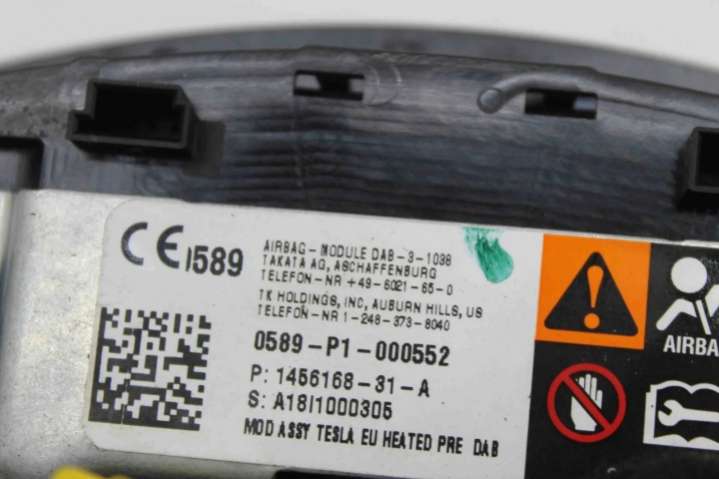 CE 0589
AIRBAG-MODULE DAB-3-1038
TAKATA AG, ASCHAFFENBURG
TELEFON-NR +49-6021-65-0
TK HOLDINGS, INC, AUBURN HILLS, US
TELEFON-NR 1-248-373-8040
0589-P1-000552
P: 1456168-31-A
S: A18I1000305
MOD ASSY TESLA EU HEATED PRE DAB
AIRBA